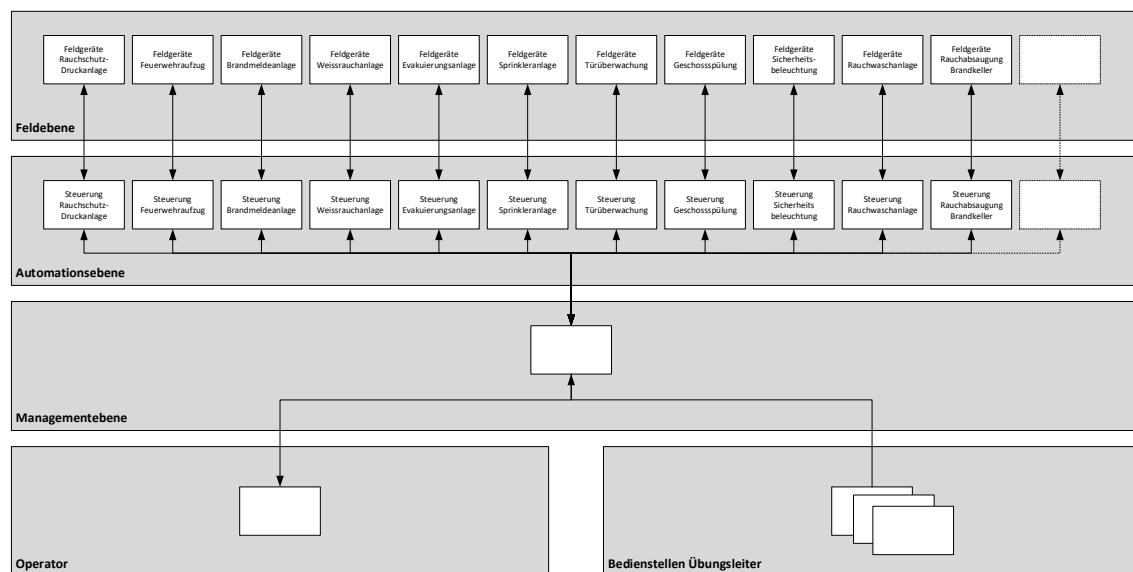 Feldgeräte
Rauchschutz-
Druckanlage
Feldgeräte
Feuerwehraufzug
Feldgeräte
Brandmeldeanlage
Feldgeräte
Weissrauchanlage
Feldgeräte
Evakuierungsanlage
Feldgeräte
Sprinkleranlage
Feldgeräte
Türüberwachung
Feldgeräte
Geschossspülung
Feldgeräte
Sicherheits-
beleuchtung
Feldgeräte
Rauchwaschanlage
Feldgeräte
Rauchabsaugung
Brandkeller
Feldebene
Steuerung
Rauchschutz-
Druckanlage
Steuerung
Feuerwehraufzug
Steuerung
Brandmeldeanlage
Steuerung
Weissrauchanlage
Steuerung
Evakuierungsanlage
Steuerung
Sprinkleranlage
Steuerung
Türüberwachung
Steuerung
Geschossspülung
Steuerung
Sicherheits
beleuchtung
Steuerung
Rauchwaschanlage
Steuerung
Rauchabsaugung
Brandkeller
Automationsebene
Managementebene
Operator
Bedienstellen Übungsleiter